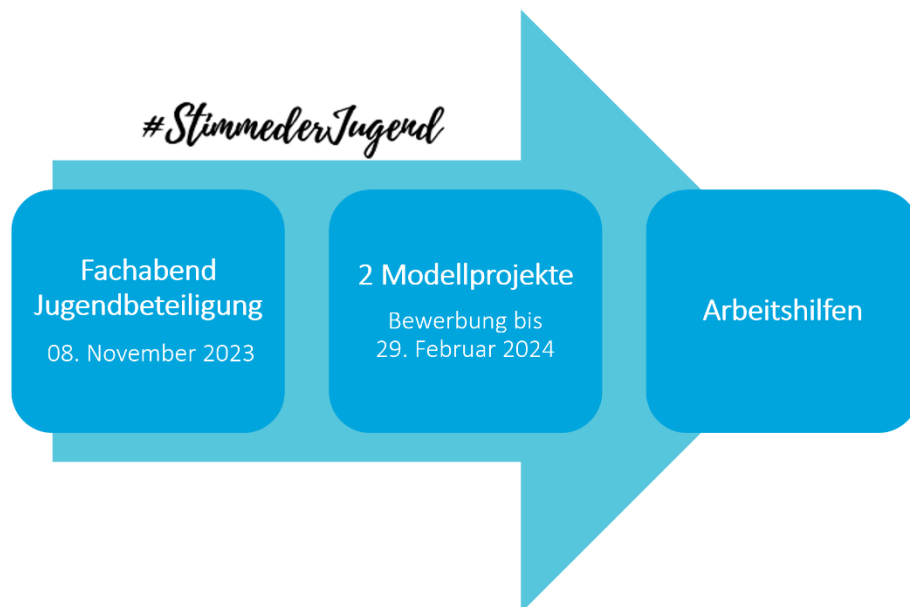 #StimmederJugend
Fachabend
Jugendbeteiligung
08. November 2023
2 Modellprojekte
Bewerbung bis
29. Februar 2024
Arbeitshilfen